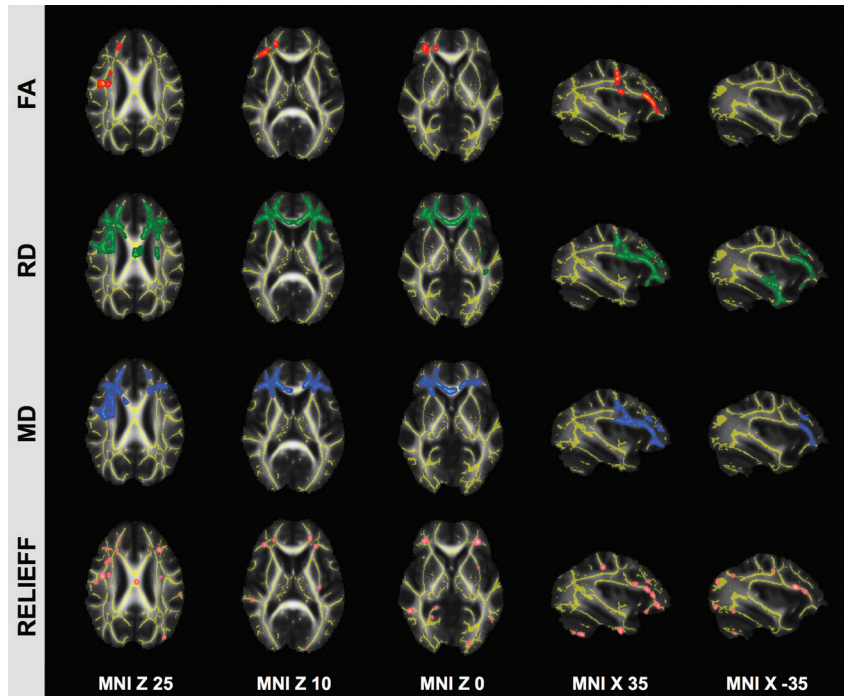 FA
RD
MD
RELIEFF
MNI Z 25
MNI Z 10
MNI Z 0
MNI X 35
MNI X -35